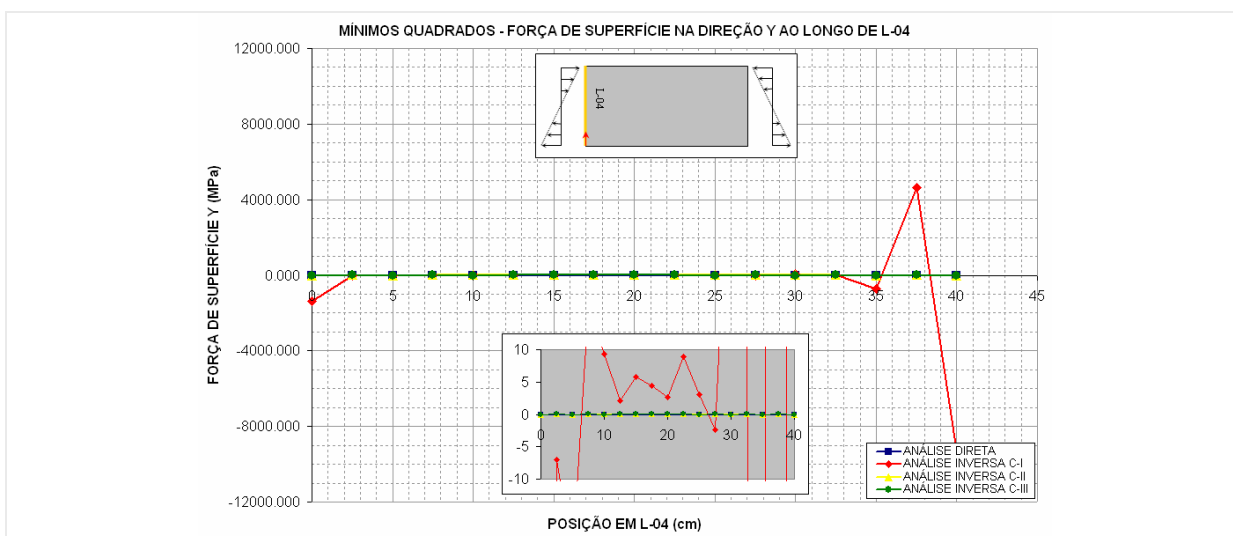 MÍNIMOS QUADRADOS - FORÇA DE SUPERFÍCIE NA DIREÇÃO Y AO LONGO DE L-04
12000.000
8000.000
4000.000
0.000
-4000.000
-8000.000
-12000.000
FORÇA DE SUPERFÍCIE Y (MPa)
L-04
0 5 10 15 20 25 30 35 40 45
10
5
0
-5
-10
0 10 20 30 40
ANÁLISE DIRETA
ANÁLISE INVERSA C-I
ANÁLISE INVERSA C-II
ANÁLISE INVERSA C-III
POSIÇÃO EM L-04 (cm)